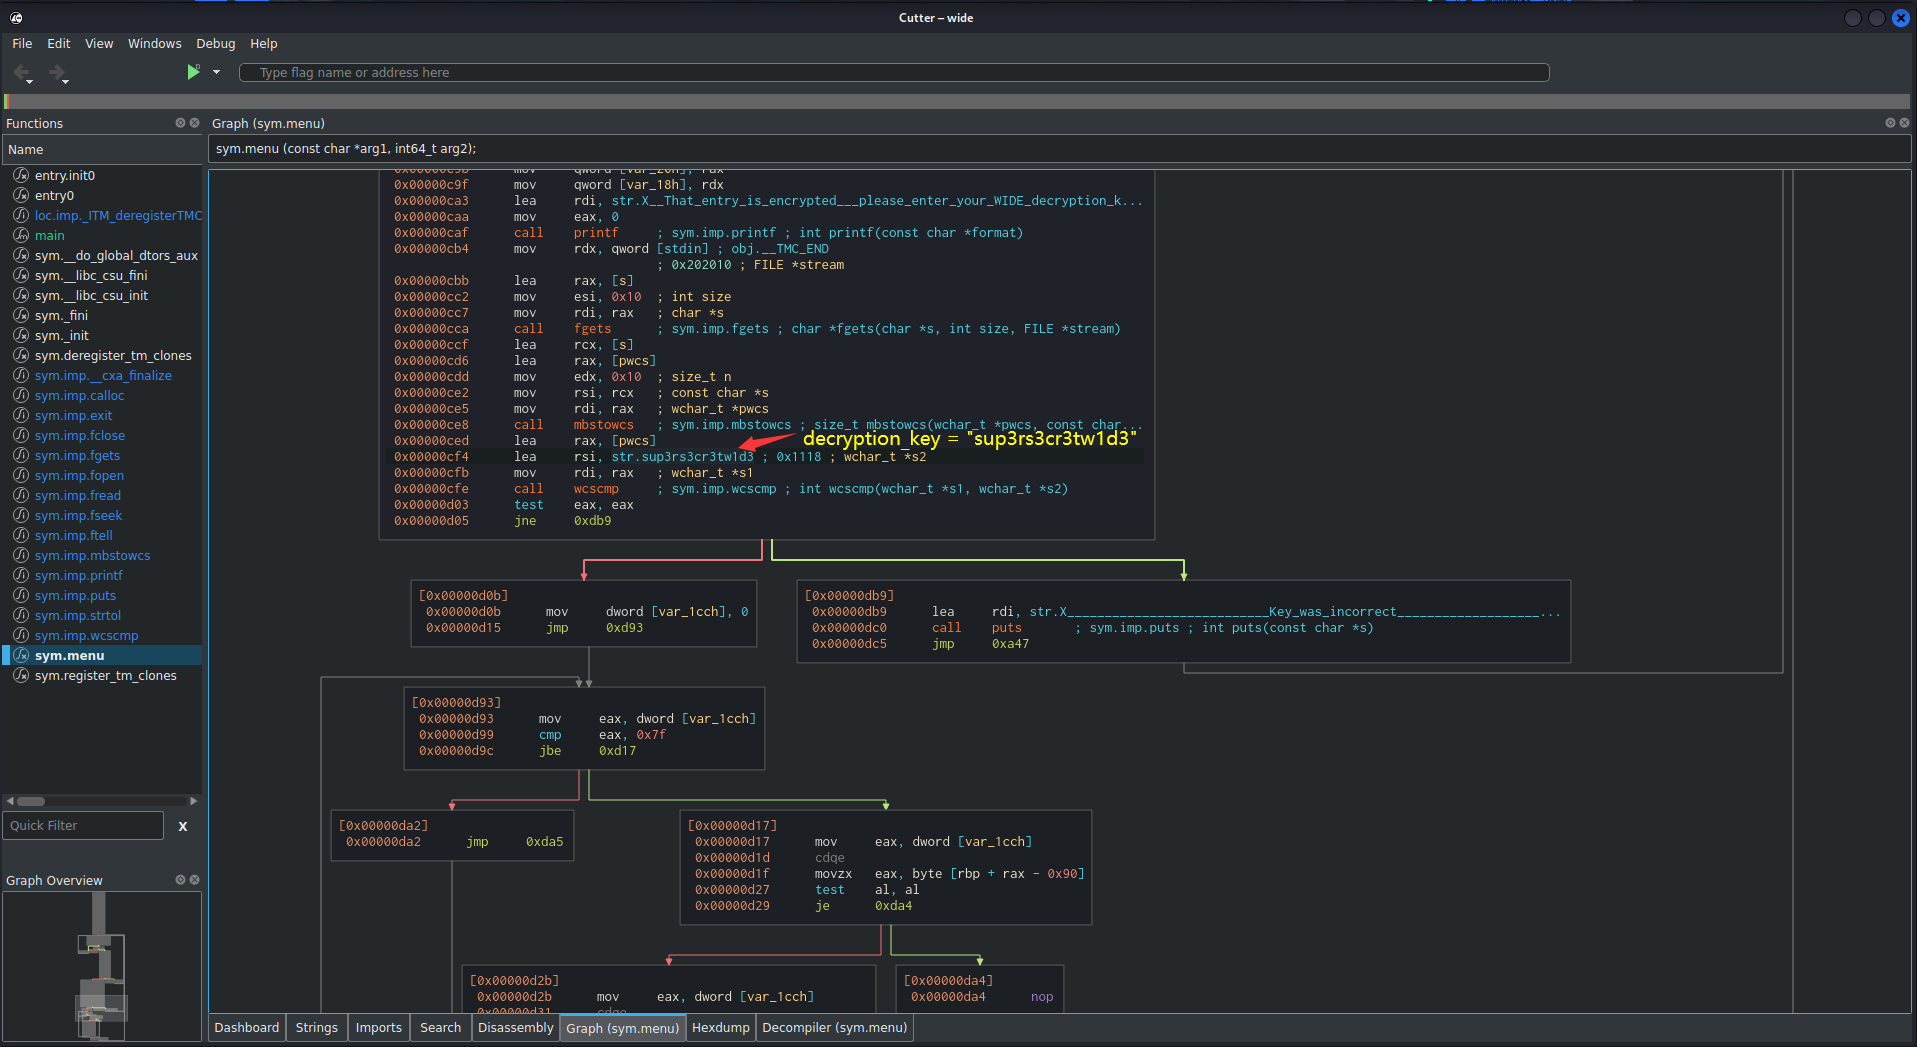 Cutter – wide
File Edit View Windows Debug Help
Type flag name or address here
Functions
Name
entry.init0
entry0
loc.imp._ITM_deregisterTMC
main
sym.__do_global_dtors_aux
sym.__libc_csu_fini
sym.__libc_csu_init
sym._fini
sym._init
sym.deregister_tm_clones
sym.imp.__cxa_finalize
sym.imp.calloc
sym.imp.exit
sym.imp.fclose
sym.imp.fgets
sym.imp.fopen
sym.imp.fread
sym.imp.fseek
sym.imp.ftell
sym.imp.mbstowcs
sym.imp.printf
sym.imp.puts
sym.imp.strtol
sym.imp.wcscmp
sym.menu
sym.register_tm_clones
Quick Filter X
Graph Overview
Graph (sym.menu)
sym.menu (const char *arg1, int64_t arg2);
0x00000c9b mov qword [var_20h], rax
0x00000c9f mov qword [var_18h], rdx
0x00000ca3 lea rdi, str.X__That_entry_is_encrypted___please_enter_your_WIDE_decryption_k...
0x00000caa mov eax, 0
0x00000caf call printf ; sym.imp.printf ; int printf(const char *format)
0x00000cb4 mov rdx, qword [stdin] ; obj.__TMC_END
; 0x202010 ; FILE *stream
0x00000cbb lea rax, [s]
0x00000cc2 mov esi, 0x10 ; int size
0x00000cc7 mov rdi, rax ; char *s
0x00000cca call fgets ; sym.imp.fgets ; char *fgets(char *s, int size, FILE *stream)
0x00000ccf lea rcx, [s]
0x00000cd6 lea rax, [pwcs]
0x00000cdd mov edx, 0x10 ; size_t n
0x00000ce2 mov rsi, rcx ; const char *s
0x00000ce5 mov rdi, rax ; wchar_t *pwcs
0x00000ce8 call mbstowcs ; sym.imp.mbstowcs ; size_t mbstowcs(wchar_t *pwcs, const char...
0x00000ced lea rax, [pwcs]
decryption_key = "sup3rs3cr3tw1d3"
0x00000cf4 lea rsi, str.sup3rs3cr3tw1d3 ; 0x1118 ; wchar_t *s2
0x00000cfb mov rdi, rax ; wchar_t *s1
0x00000cfe call wcscmp ; sym.imp.wcscmp ; int wcscmp(wchar_t *s1, wchar_t *s2)
0x00000d03 test eax, eax
0x00000d05 jne 0xdb9
[0x00000d0b]
0x00000d0b mov dword [var_1cch], 0
0x00000d15 jmp 0xd93
[0x00000db9]
0x00000db9 lea rdi, str.X___________________________Key_was_incorrect___________________...
0x00000dc0 call puts ; sym.imp.puts ; int puts(const char *s)
0x00000dc5 jmp 0xa47
[0x00000d93]
0x00000d93 mov eax, dword [var_1cch]
0x00000d99 cmp eax, 0x7f
0x00000d9c jbe 0xd17
[0x00000da2]
0x00000da2 jmp 0xda5
[0x00000d17]
0x00000d17 mov eax, dword [var_1cch]
0x00000d1d cdqe
0x00000d1f movzx eax, byte [rbp + rax - 0x90]
0x00000d27 test al, al
0x00000d29 je 0xda4
[0x00000d2b]
0x00000d2b mov eax, dword [var_1cch]
0x00000d31 cdqe
[0x00000da4]
0x00000da4 nop
Dashboard Strings Imports Search Disassembly Graph (sym.menu) Hexdump Decompiler (sym.menu)